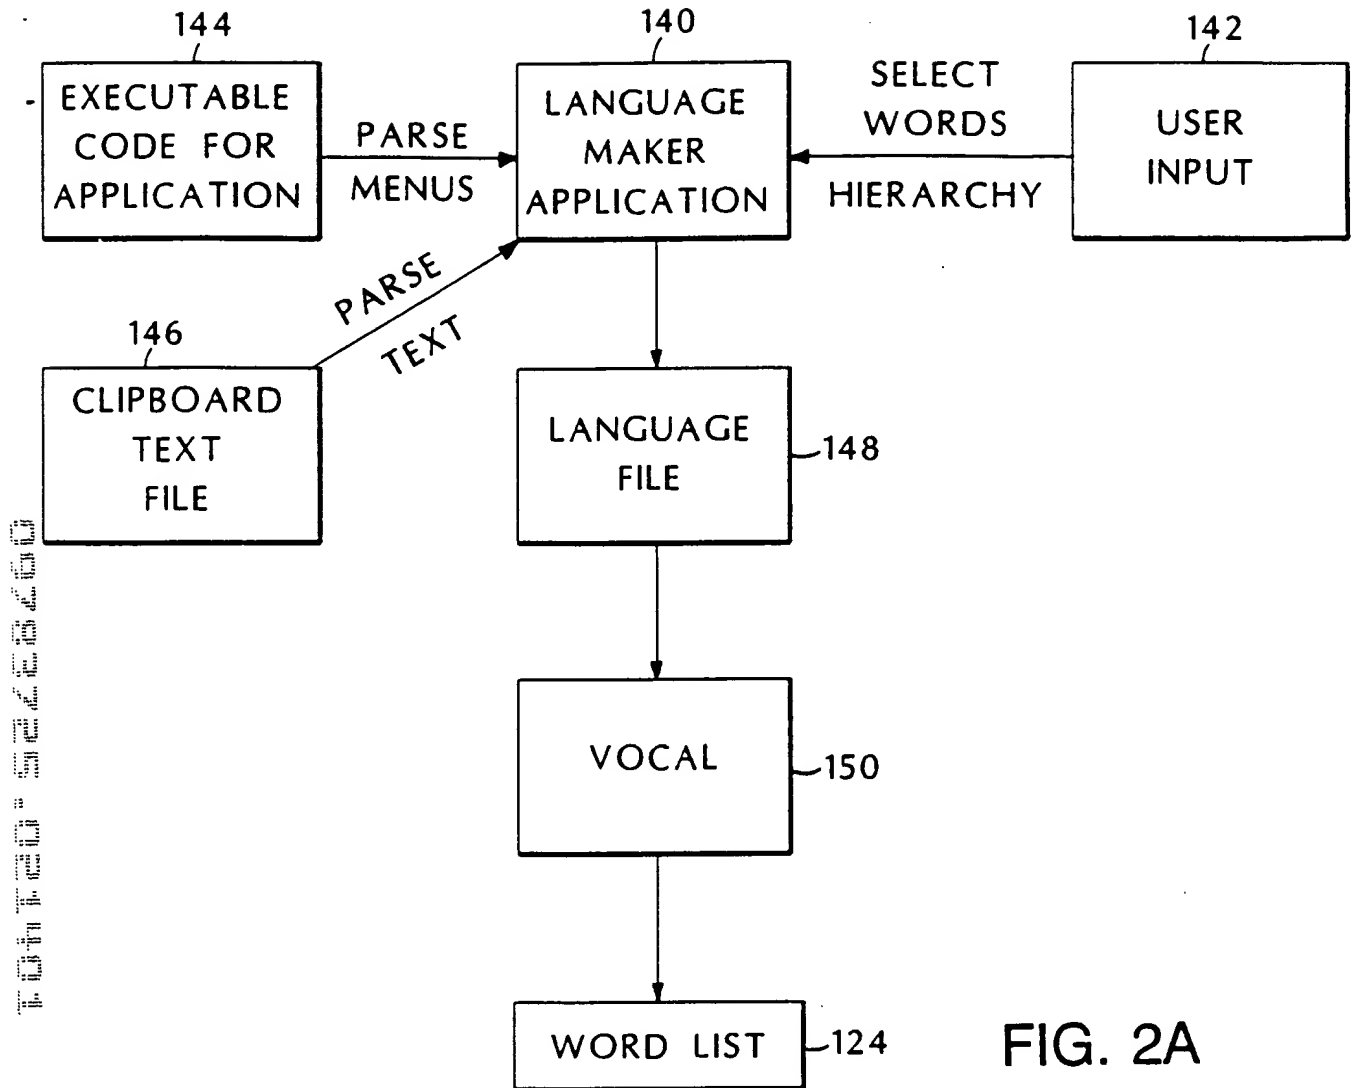 144
140
142
EXECUTABLE
CODE FOR
APPLICATION
PARSE
MENUS
LANGUAGE
MAKER
APPLICATION
SELECT
WORDS
HIERARCHY
USER
INPUT
PARSE
TEXT
146
CLIPBOARD
TEXT
FILE
LANGUAGE
FILE
148
VOCAL
150
WORD LIST
124
FIG. 2A